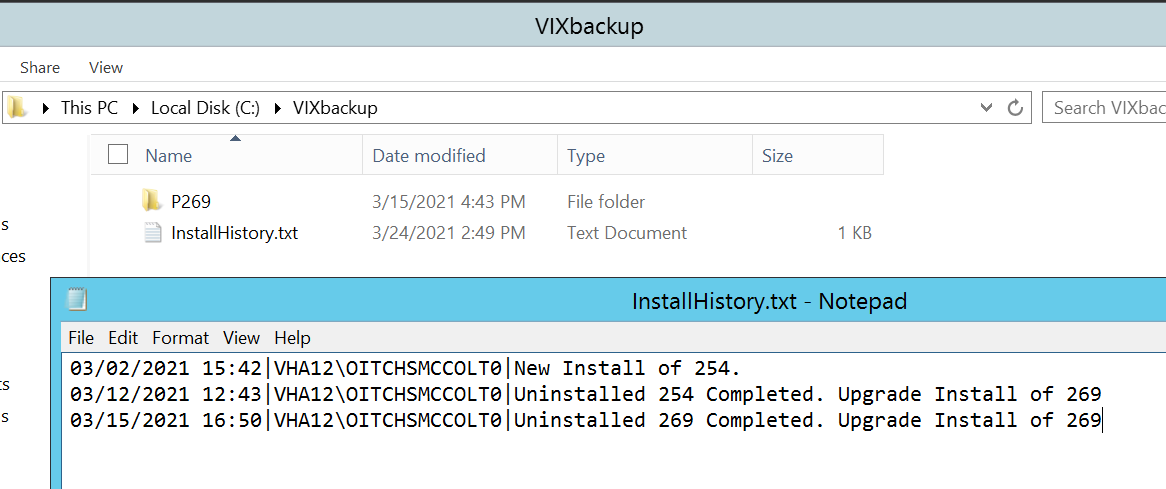 VIXbackup
Share View
This PC Local Disk (C:) VIXbackup Search VIXbac
Name Date modified Type Size
P269 3/15/2021 4:43 PM File folder
InstallHistory.txt 3/24/2021 2:49 PM Text Document 1 KB
s
ces
ts
s
InstallHistory.txt - Notepad
File Edit Format View Help
03/02/2021 15:42|VHA12\OITCHSMCCOLT0|New Install of 254.
03/12/2021 12:43|VHA12\OITCHSMCCOLT0|Uninstalled 254 Completed. Upgrade Install of 269
03/15/2021 16:50|VHA12\OITCHSMCCOLT0|Uninstalled 269 Completed. Upgrade Install of 269